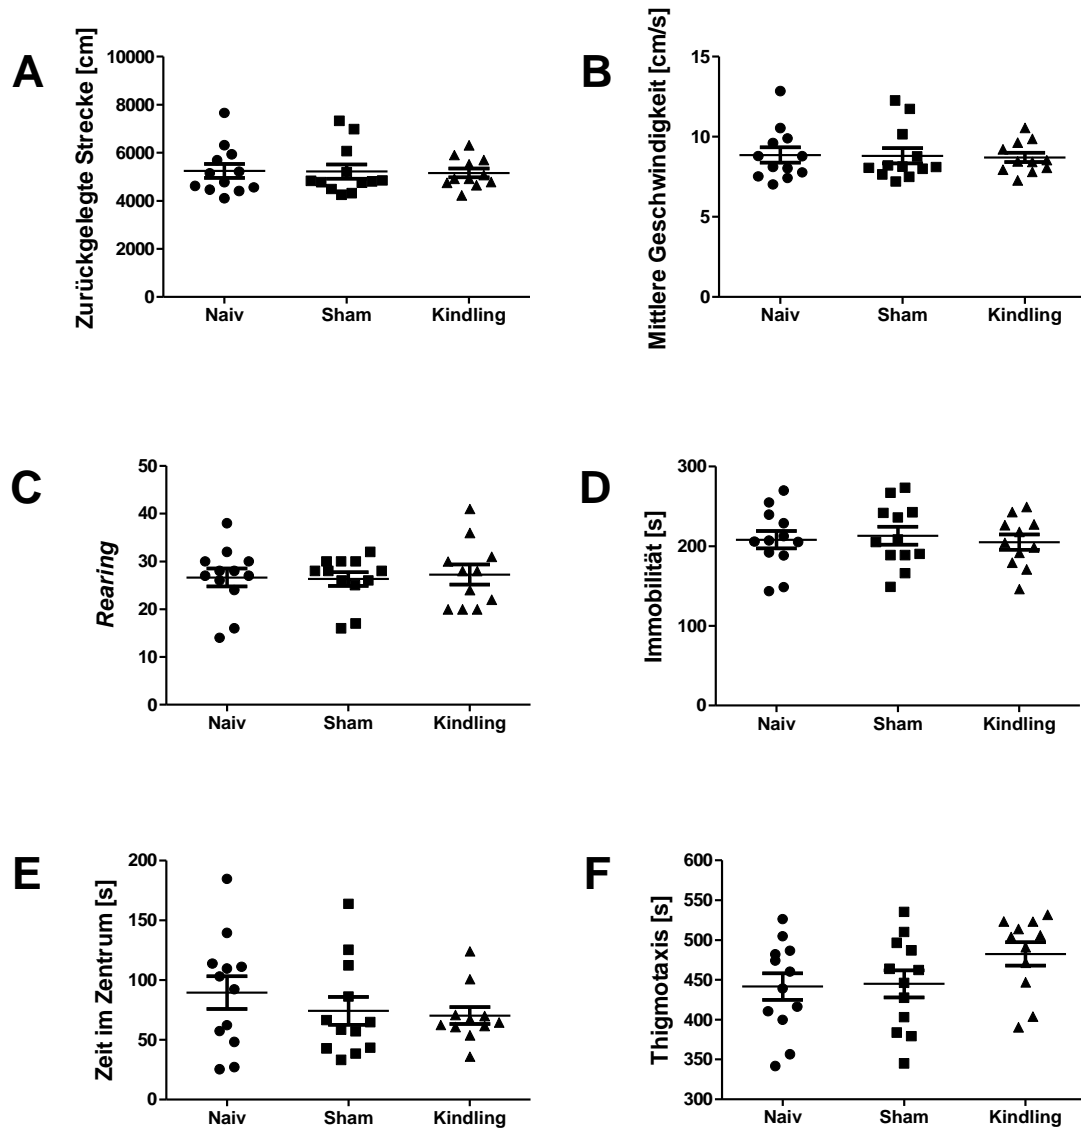 A
Zurückgelegte Strecke [cm]
10000
8000
6000
4000
2000
0
Naiv Sham Kindling
B
Mittlere Geschwindigkeit [cm/s]
15
10
5
0
Naiv Sham Kindling
C
Rearing
50
40
30
20
10
0
Naiv Sham Kindling
D
Immobilität [s]
300
200
100
0
Naiv Sham Kindling
E
Zeit im Zentrum [s]
200
150
100
50
0
Naiv Sham Kindling
F
Thigmotaxis [s]
600
550
500
450
400
350
300
Naiv Sham Kindling